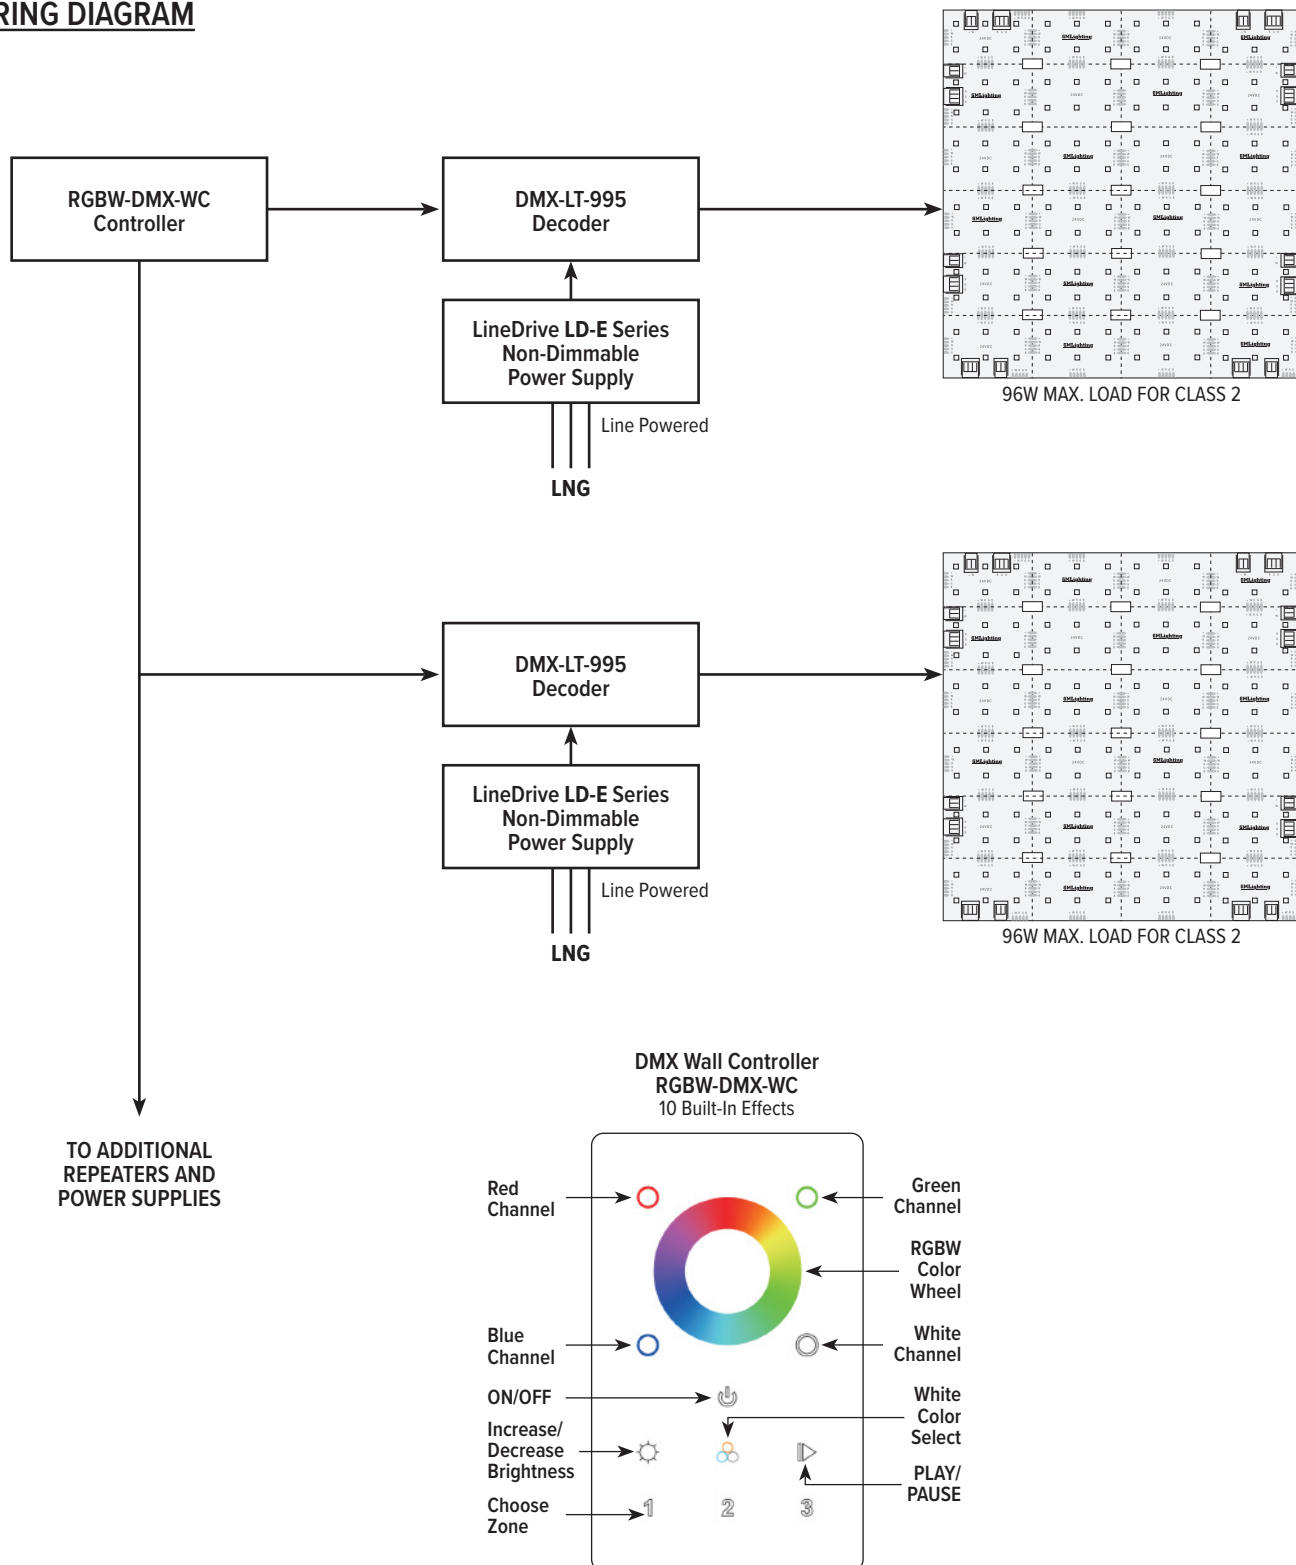 RING DIAGRAM
RGBW-DMX-WC
Controller
DMX-LT-995
Decoder
LineDrive LD-E Series
Non-Dimmable
Power Supply
Line Powered
LNG
96W MAX. LOAD FOR CLASS 2
DMX-LT-995
Decoder
LineDrive LD-E Series
Non-Dimmable
Power Supply
Line Powered
LNG
96W MAX. LOAD FOR CLASS 2
TO ADDITIONAL
REPEATERS AND
POWER SUPPLIES
DMX Wall Controller
RGBW-DMX-WC
10 Built-In Effects
Red
Channel
Green
Channel
RGBW
Color
Wheel
Blue
Channel
White
Channel
ON/OFF
White
Color
Select
Increase/
Decrease
Brightness
PLAY/
PAUSE
Choose
Zone
1 2 3